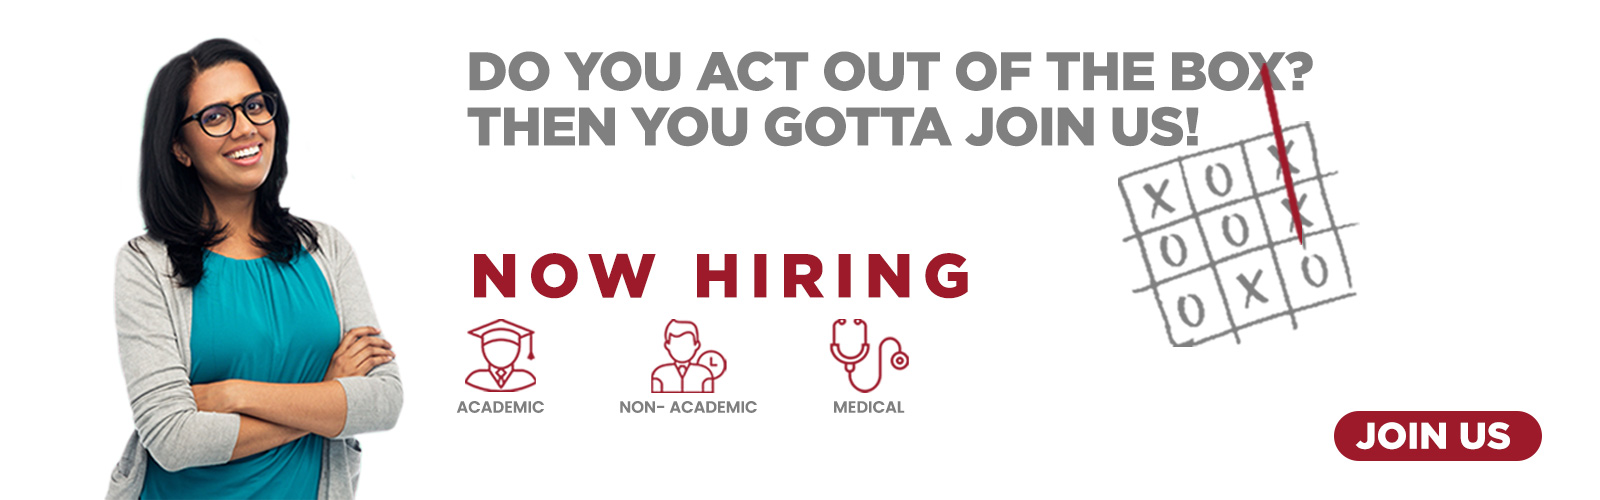 DO YOU ACT OUT OF THE BOX?
THEN YOU GOTTA JOIN US!
X O X
O O X
O X O
NOW HIRING
ACADEMIC
NON- ACADEMIC
MEDICAL
JOIN US